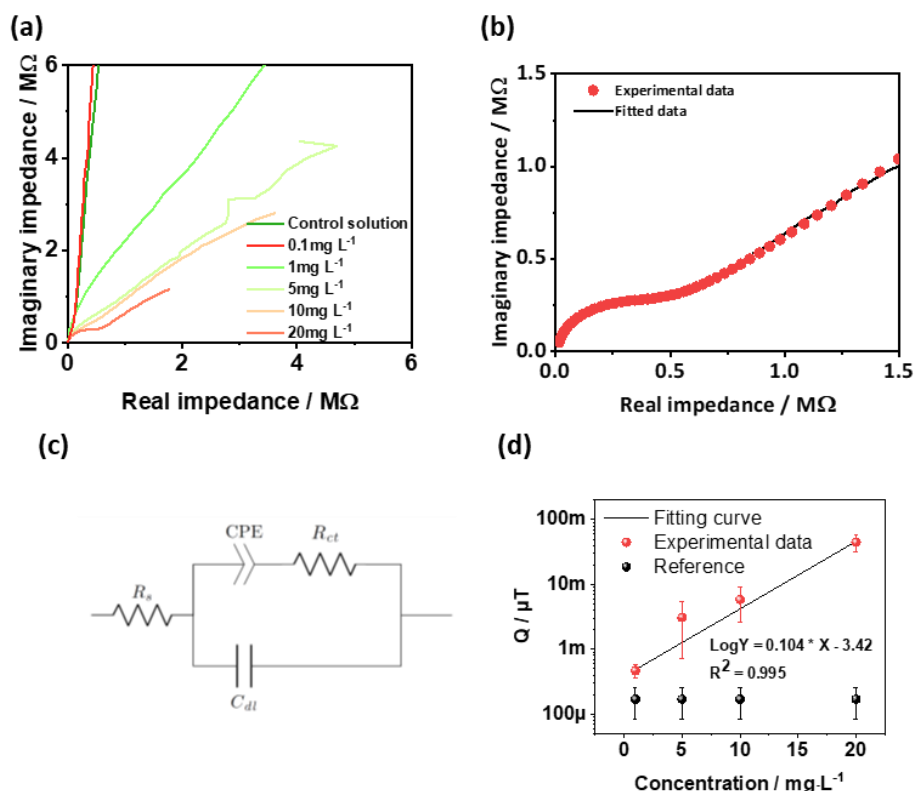 (a)
6
4
2
0
0
2
4
6
Imaginary impedance / MΩ
Real impedance / MΩ
Control solution
0.1mg L⁻¹
1mg L⁻¹
5mg L⁻¹
10mg L⁻¹
20mg L⁻¹
(b)
1.5
1.0
0.5
0.0
0.0
0.5
1.0
1.5
Imaginary impedance / MΩ
Real impedance / MΩ
Experimental data
Fitted data
(c)
CPE
R_ct
R_s
C_dl
(d)
100m
10m
1m
100µ
0
5
10
15
20
Q / µT
Concentration / mg·L⁻¹
Fitting curve
Experimental data
Reference
LogY = 0.104 * X - 3.42
R² = 0.995